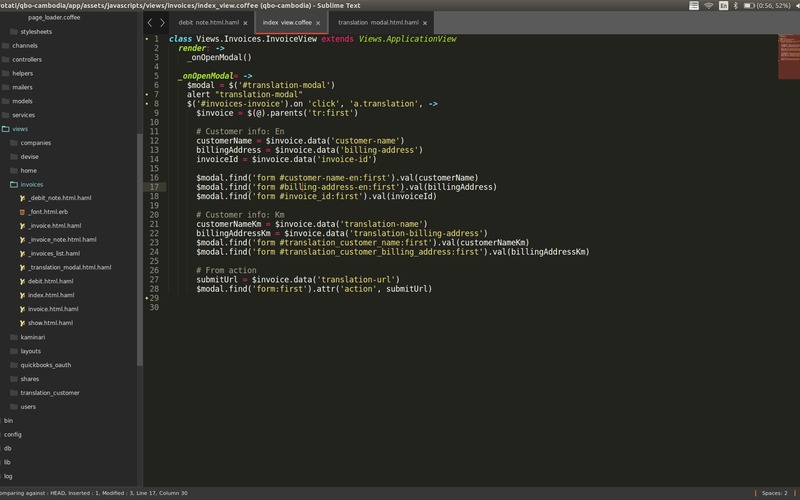 rotati/qbo-cambodia/app/assets/javascripts/views/invoices/index_view.coffee (qbo-cambodia) - Sublime Text
En
(0:56, 52%)
page_loader.coffee
stylesheets
channels
controllers
helpers
mailers
models
services
views
companies
devise
home
invoices
_debit_note.html.haml
_font.html.erb
_invoice.html.haml
_invoice_note.html.haml
_invoices_list.haml
_translation_modal.html.haml
debit.html.haml
index.html.haml
invoice.html.haml
show.html.haml
kaminari
layouts
quickbooks_oauth
shares
translation_customer
users
bin
config
db
lib
log
debit note.html.haml
index view.coffee
translation modal.html.haml
1 class Views.Invoices.InvoiceView extends Views.ApplicationView
2 render: ->
3 _onOpenModal()
4
5 _onOpenModal= ->
6 $modal = $('#translation-modal')
7 alert "translation-modal"
8 $('#invoices-invoice').on 'click', 'a.translation', ->
9 $invoice = $(@).parents('tr:first')
10
11 # Customer info: En
12 customerName = $invoice.data('customer-name')
13 billingAddress = $invoice.data('billing-address')
14 invoiceId = $invoice.data('invoice-id')
15
16 $modal.find('form #customer-name-en:first').val(customerName)
17 $modal.find('form #billing-address-en:first').val(billingAddress)
18 $modal.find('form #invoice_id:first').val(invoiceId)
19
20 # Customer info: Km
21 customerNameKm = $invoice.data('translation-name')
22 billingAddressKm = $invoice.data('translation-billing-address')
23 $modal.find('form #translation_customer_name:first').val(customerNameKm)
24 $modal.find('form #translation_customer_billing_address:first').val(billingAddressKm)
25
26 # From action
27 submitUrl = $invoice.data('translation-url')
28 $modal.find('form:first').attr('action', submitUrl)
29
30
omparing against : HEAD, Inserted : 1, Modified : 3, Line 17, Column 30
Spaces: 2